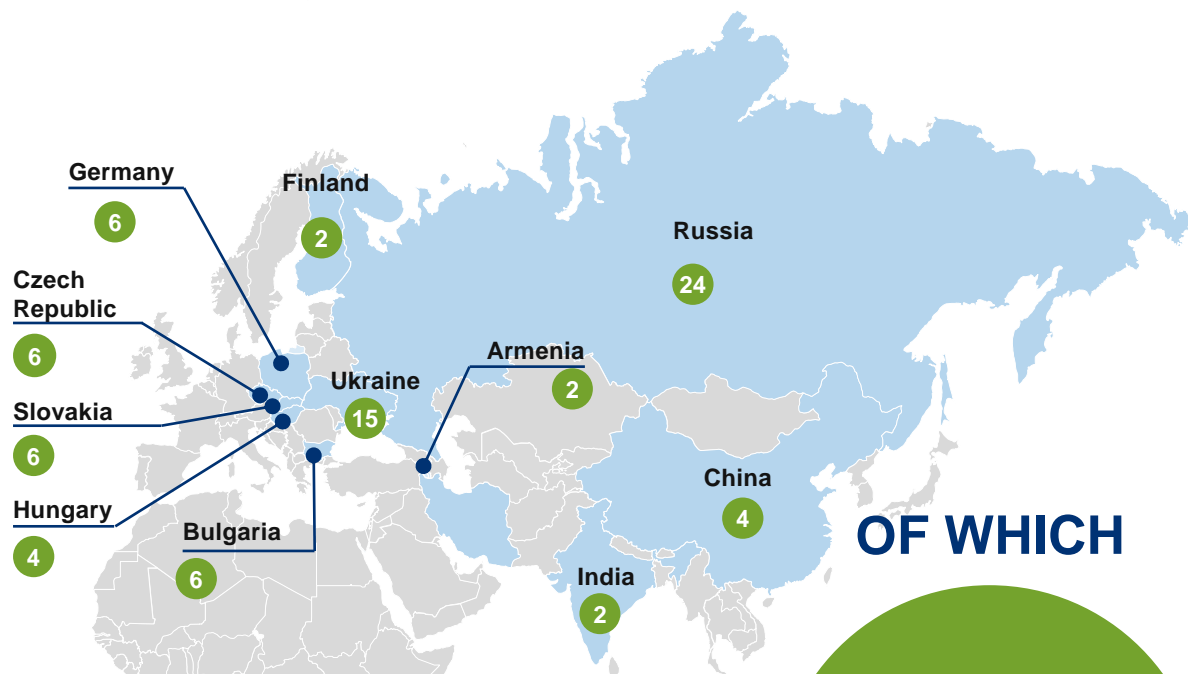 Germany
6
Finland
2
Russia
24
Czech
Republic
6
Armenia
2
Ukraine
15
Slovakia
6
China
4
Hungary
4
Bulgaria
6
India
2
OF WHICH